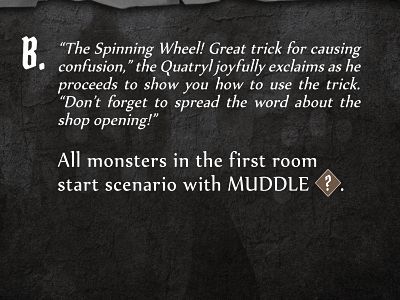 B.
“The Spinning Wheel! Great trick for causing
confusion,” the Quatryl joyfully exclaims as he
proceeds to show you how to use the trick.
“Don’t forget to spread the word about the
shop opening!”
All monsters in the first room
start scenario with MUDDLE ?.